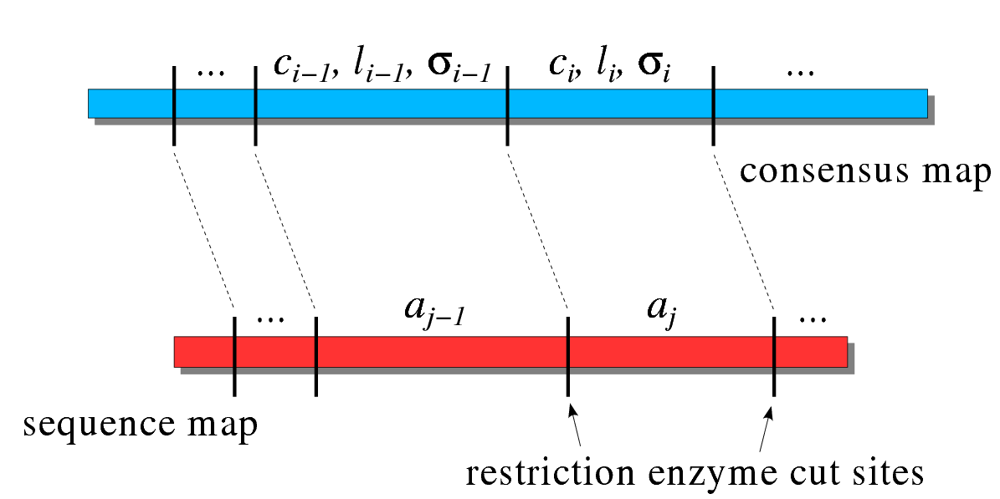 ... c_{i−1}, l_{i−1}, σ_{i−1} c_i, l_i, σ_i ...
consensus map
... a_{j−1} a_j ...
sequence map
restriction enzyme cut sites